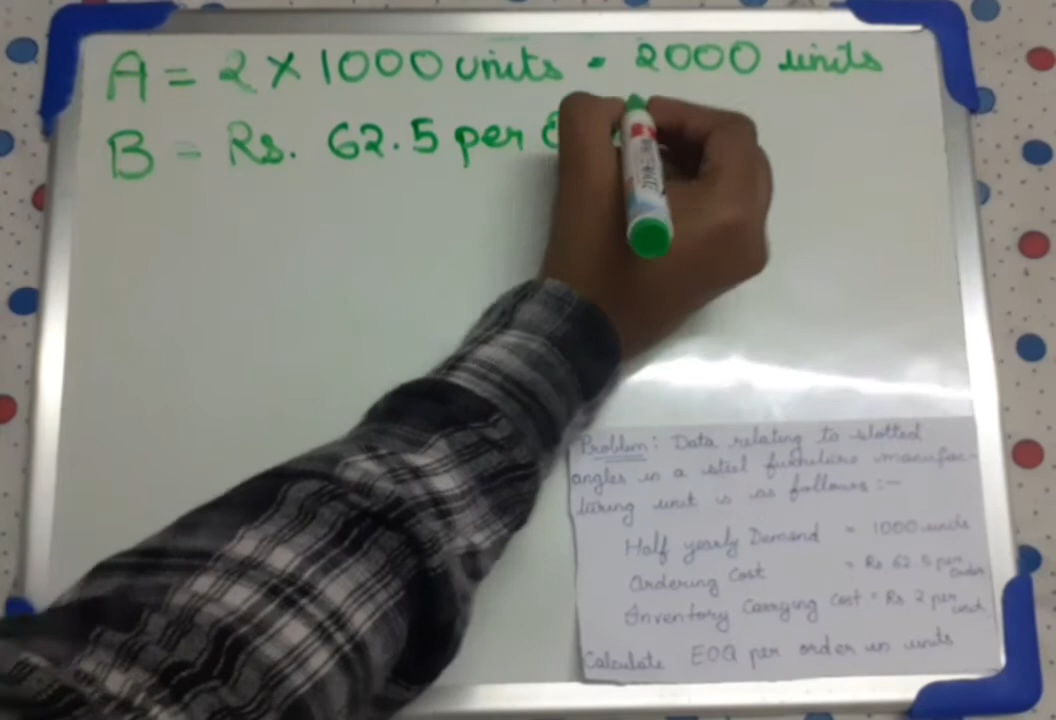 A = 2 × 1000 units = 2000 units
B = Rs. 62.5 per
Problem: Data relating to slotted
angles in a steel furniture manufac-
turing unit is as follows :-
Half yearly Demand = 1000 units
Ordering Cost = Rs 62.5 per order
Inventory Carrying cost = Rs 2 per unit
Calculate EOQ per order in units